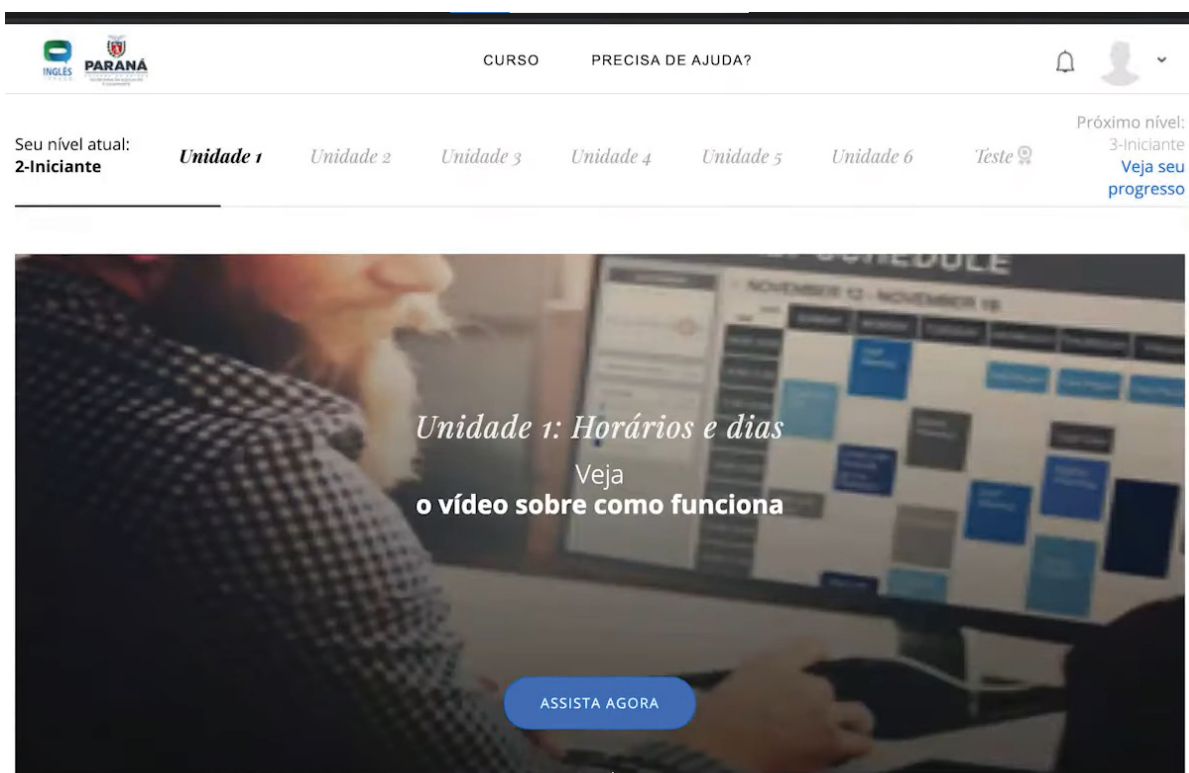 INGLÊS
PARANÁ
CURSO
PRECISA DE AJUDA?
Seu nível atual:
2-Iniciante
Unidade 1
Unidade 2
Unidade 3
Unidade 4
Unidade 5
Unidade 6
Teste
Próximo nível:
3-Iniciante
Veja seu
progresso
SCHEDULE
NOVEMBER 12 - NOVEMBER 18
Unidade 1: Horários e dias
Veja
o vídeo sobre como funciona
ASSISTA AGORA